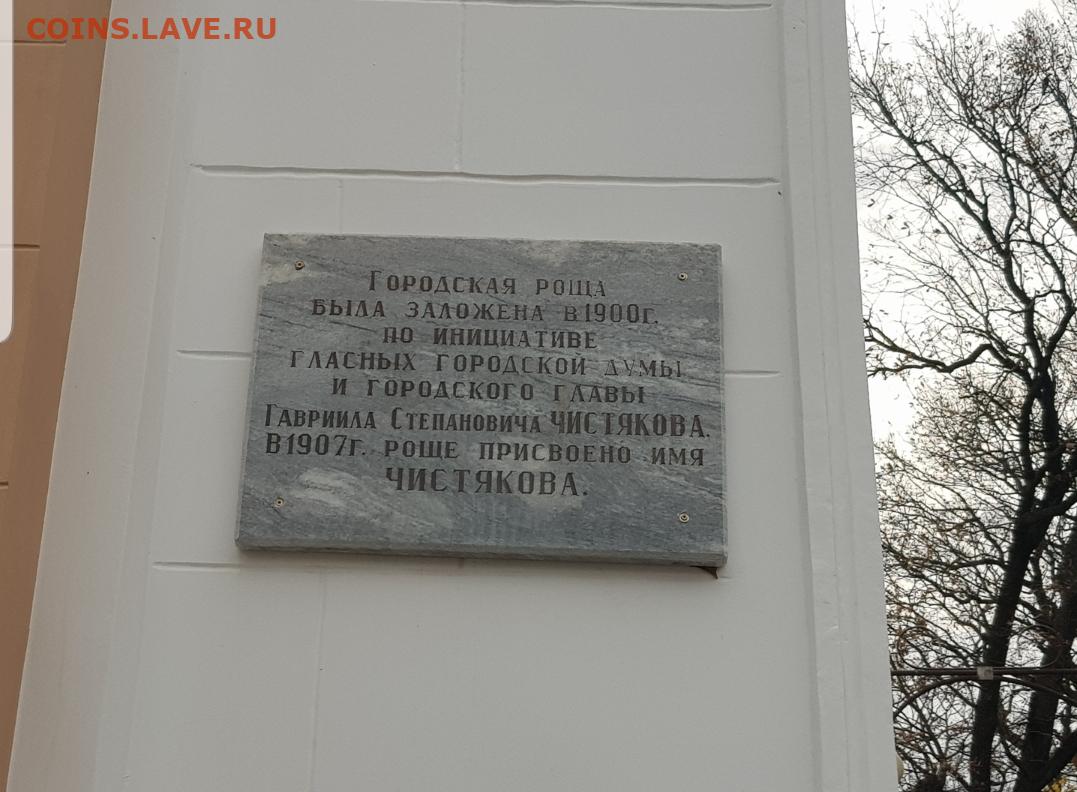 COINS.LAVE.RU
ГОРОДСКАЯ РОЩА
БЫЛА ЗАЛОЖЕНА В 1900г.
ПО ИНИЦИАТИВЕ
ГЛАСНЫХ ГОРОДСКОЙ ДУМЫ
И ГОРОДСКОГО ГЛАВЫ
ГАВРИИЛА СТЕПАНОВИЧА ЧИСТЯКОВА.
В 1907г. РОЩЕ ПРИСВОЕНО ИМЯ
ЧИСТЯКОВА.